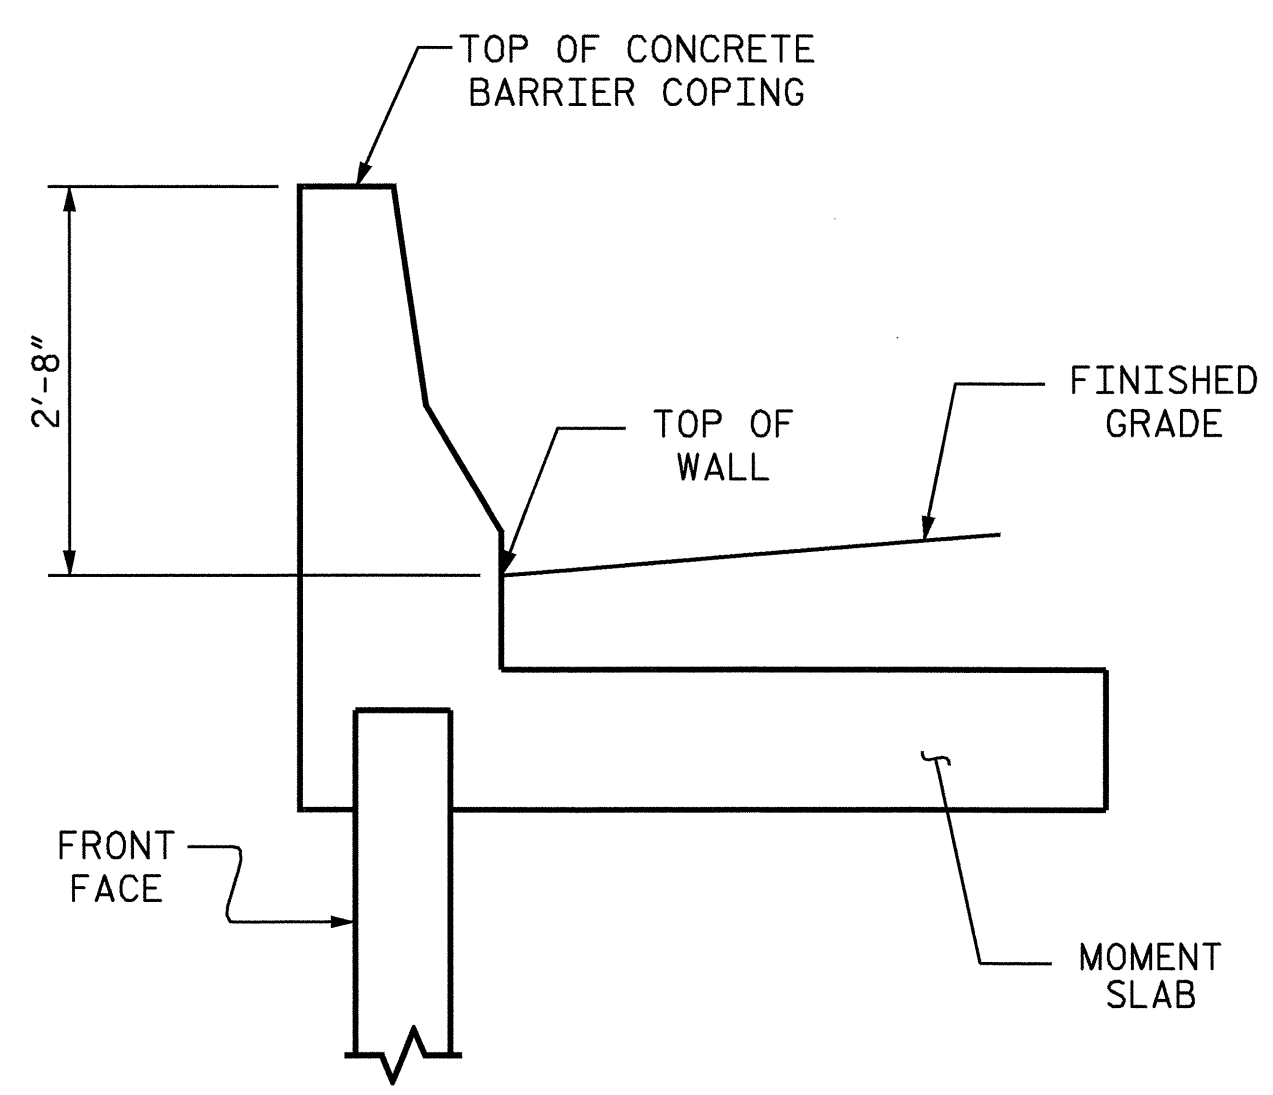 TOP OF CONCRETE
BARRIER COPING
2'-8"
FINISHED
GRADE
TOP OF
WALL
FRONT
FACE
MOMENT
SLAB